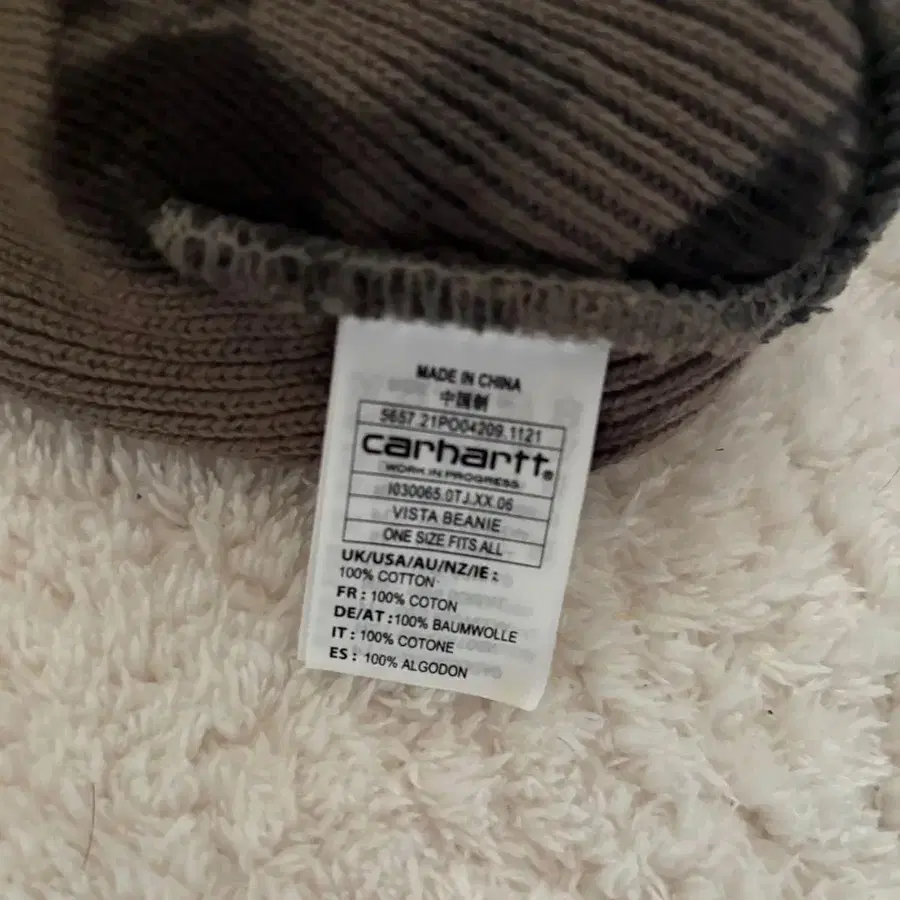 MADE IN CHINA
中国制
5657.21PO04209.1121
carhartt®
WORK IN PROGRESS
I030065.0TJ.XX.06
VISTA BEANIE
ONE SIZE FITS ALL
UK/USA/AU/NZ/IE :
100% COTTON
FR : 100% COTON
DE/AT :100% BAUMWOLLE
IT : 100% COTONE
ES : 100% ALGODON